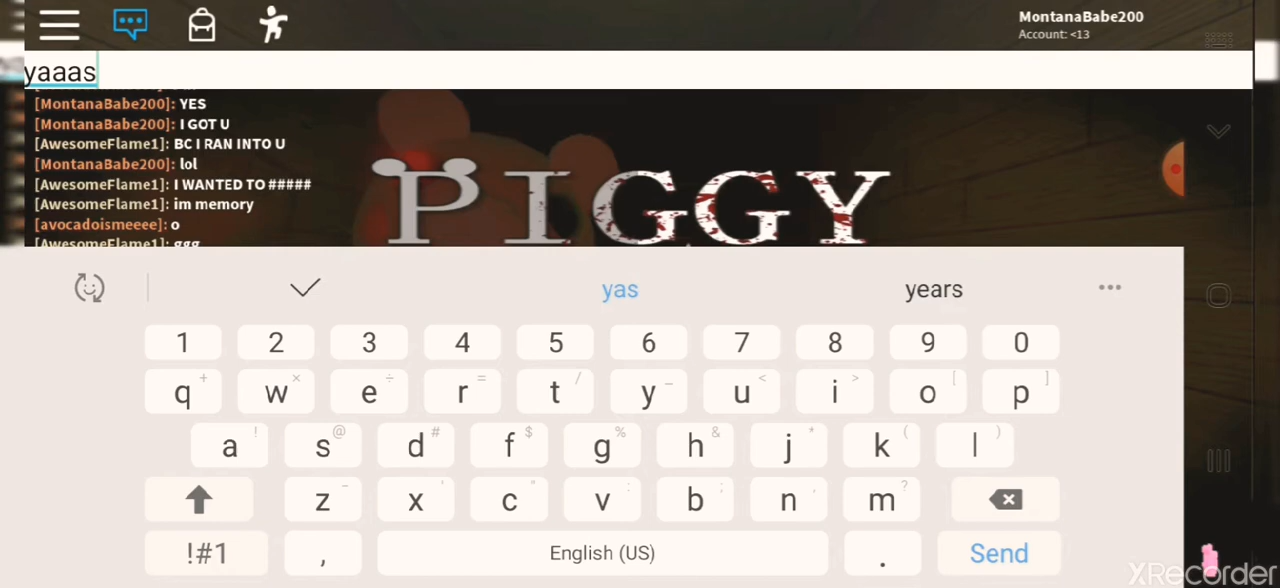 MontanaBabe200
Account: <13
yaaas
[MontanaBabe200]: YES
[MontanaBabe200]: I GOT U
[AwesomeFlame1]: BC I RAN INTO U
[MontanaBabe200]: lol
[AwesomeFlame1]: I WANTED TO #####
[AwesomeFlame1]: im memory
[avocadoismeeee]: o
[AwesomeFlame1]: ggg
PIGGY
yas years •••
1 2 3 4 5 6 7 8 9 0
q + w × e ÷ r = t / y _ u < i > o [ p ]
a ! s @ d # f $ g % h & j * k ( l )
z - x ' c " v : b ; n , m ?
!#1 , English (US) . Send
XRecorder